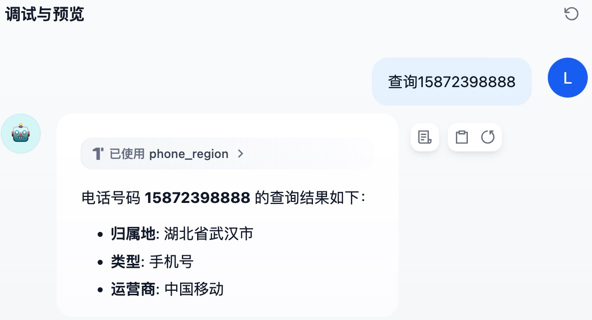 调试与预览
查询15872398888
L
已使用 phone_region
电话号码 15872398888 的查询结果如下：
• 归属地: 湖北省武汉市
• 类型: 手机号
• 运营商: 中国移动